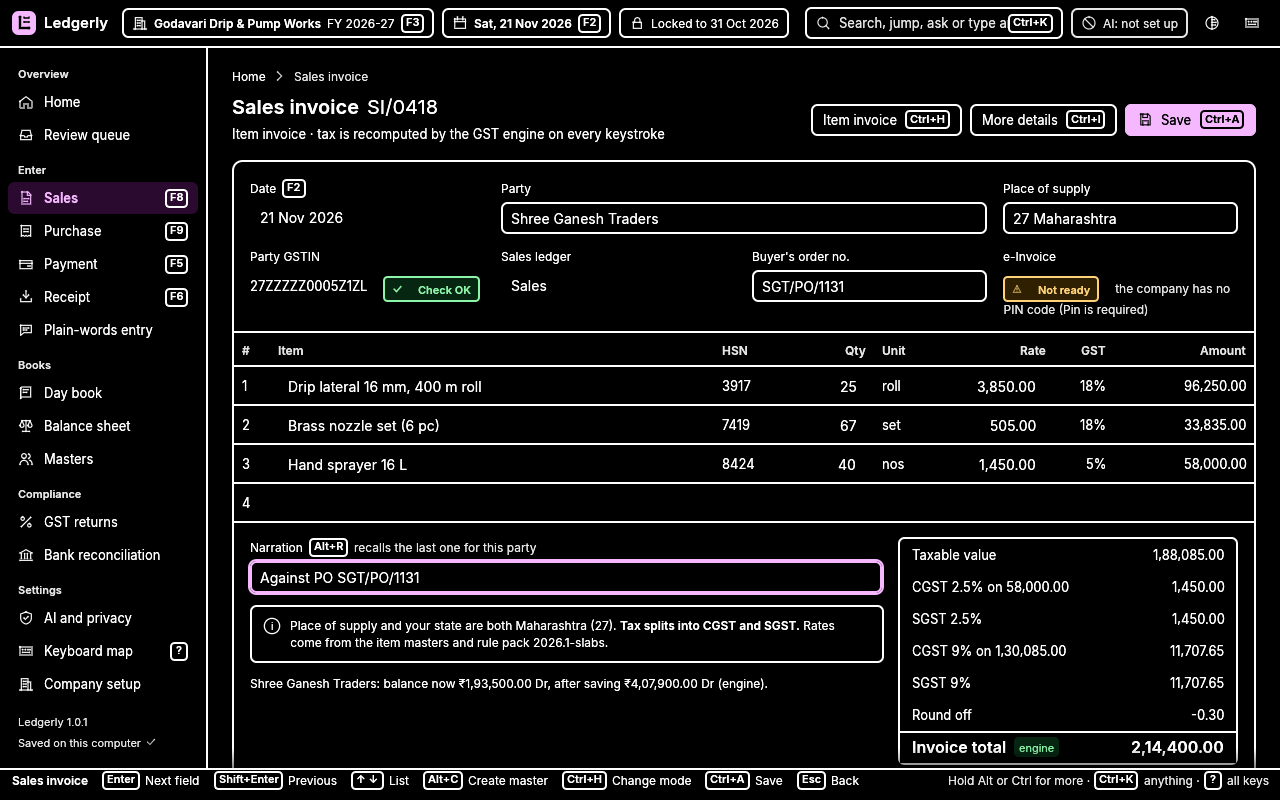 Ledgerly
Godavari Drip & Pump Works FY 2026-27 F3
Sat, 21 Nov 2026 F2
Locked to 31 Oct 2026
Search, jump, ask or type a Ctrl+K
AI: not set up
Overview
Home
Review queue
Enter
Sales F8
Purchase F9
Payment F5
Receipt F6
Plain-words entry
Books
Day book
Balance sheet
Masters
Compliance
GST returns
Bank reconciliation
Settings
AI and privacy
Keyboard map ?
Company setup
Ledgerly 1.0.1
Saved on this computer
Home > Sales invoice
Sales invoice SI/0418
Item invoice · tax is recomputed by the GST engine on every keystroke
Item invoice Ctrl+H
More details Ctrl+I
Save Ctrl+A
Date F2
21 Nov 2026
Party
Shree Ganesh Traders
Place of supply
27 Maharashtra
Party GSTIN
27ZZZZZ0005Z1ZL Check OK
Sales ledger
Sales
Buyer's order no.
SGT/PO/1131
e-Invoice
Not ready the company has no
PIN code (Pin is required)
# Item HSN Qty Unit Rate GST Amount
1 Drip lateral 16 mm, 400 m roll 3917 25 roll 3,850.00 18% 96,250.00
2 Brass nozzle set (6 pc) 7419 67 set 505.00 18% 33,835.00
3 Hand sprayer 16 L 8424 40 nos 1,450.00 5% 58,000.00
4
Narration Alt+R recalls the last one for this party
Against PO SGT/PO/1131
Place of supply and your state are both Maharashtra (27). Tax splits into CGST and SGST. Rates
come from the item masters and rule pack 2026.1-slabs.
Shree Ganesh Traders: balance now ₹1,93,500.00 Dr, after saving ₹4,07,900.00 Dr (engine).
Taxable value 1,88,085.00
CGST 2.5% on 58,000.00 1,450.00
SGST 2.5% 1,450.00
CGST 9% on 1,30,085.00 11,707.65
SGST 9% 11,707.65
Round off -0.30
Invoice total engine 2,14,400.00
Sales invoice Enter Next field Shift+Enter Previous ↑ ↓ List Alt+C Create master Ctrl+H Change mode Ctrl+A Save Esc Back Hold Alt or Ctrl for more · Ctrl+K anything · ? all keys